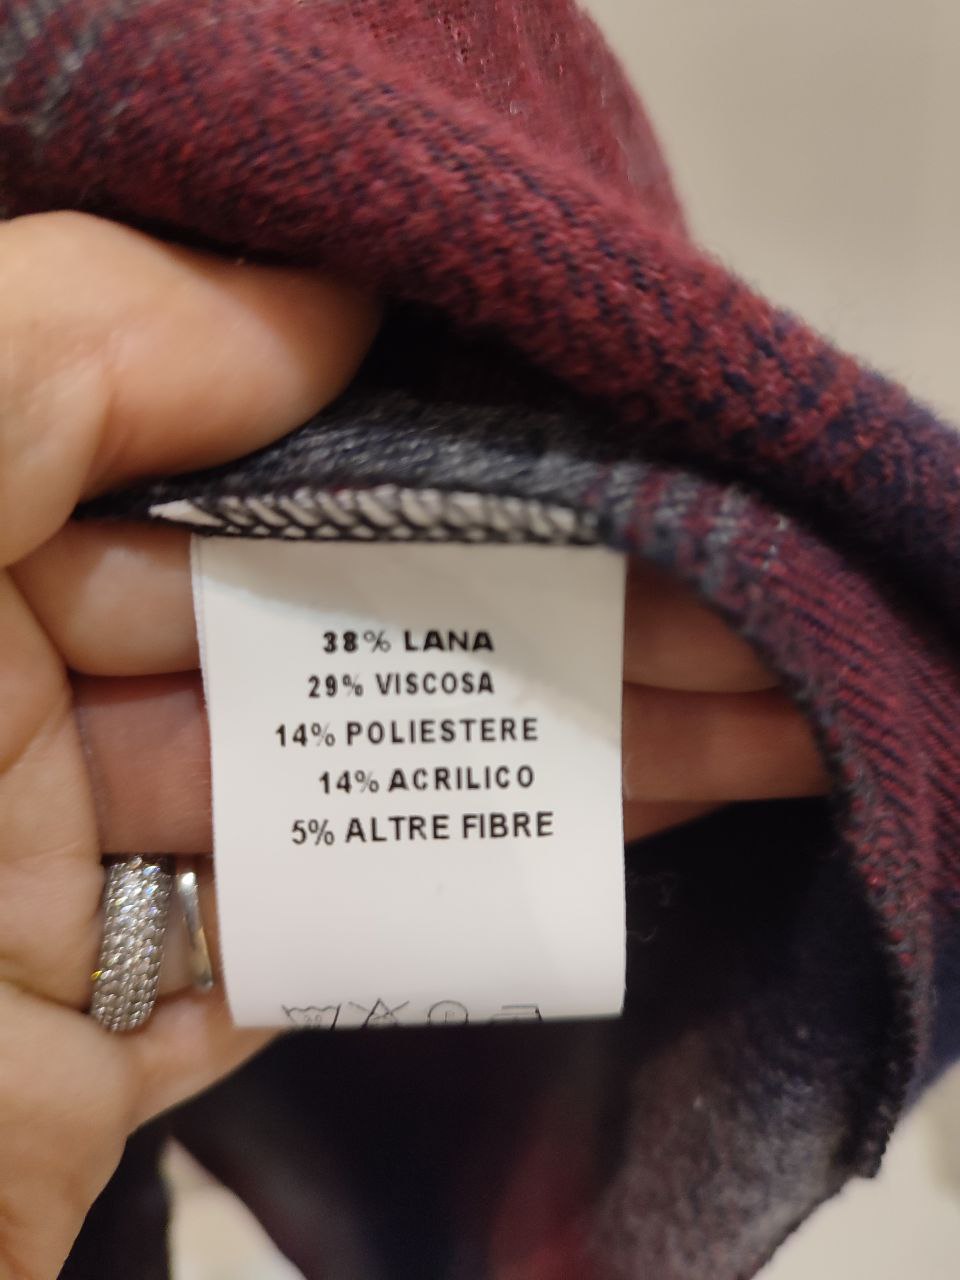 38% LANA
29% VISCOSA
14% POLIESTERE
14% ACRILICO
5% ALTRE FIBRE